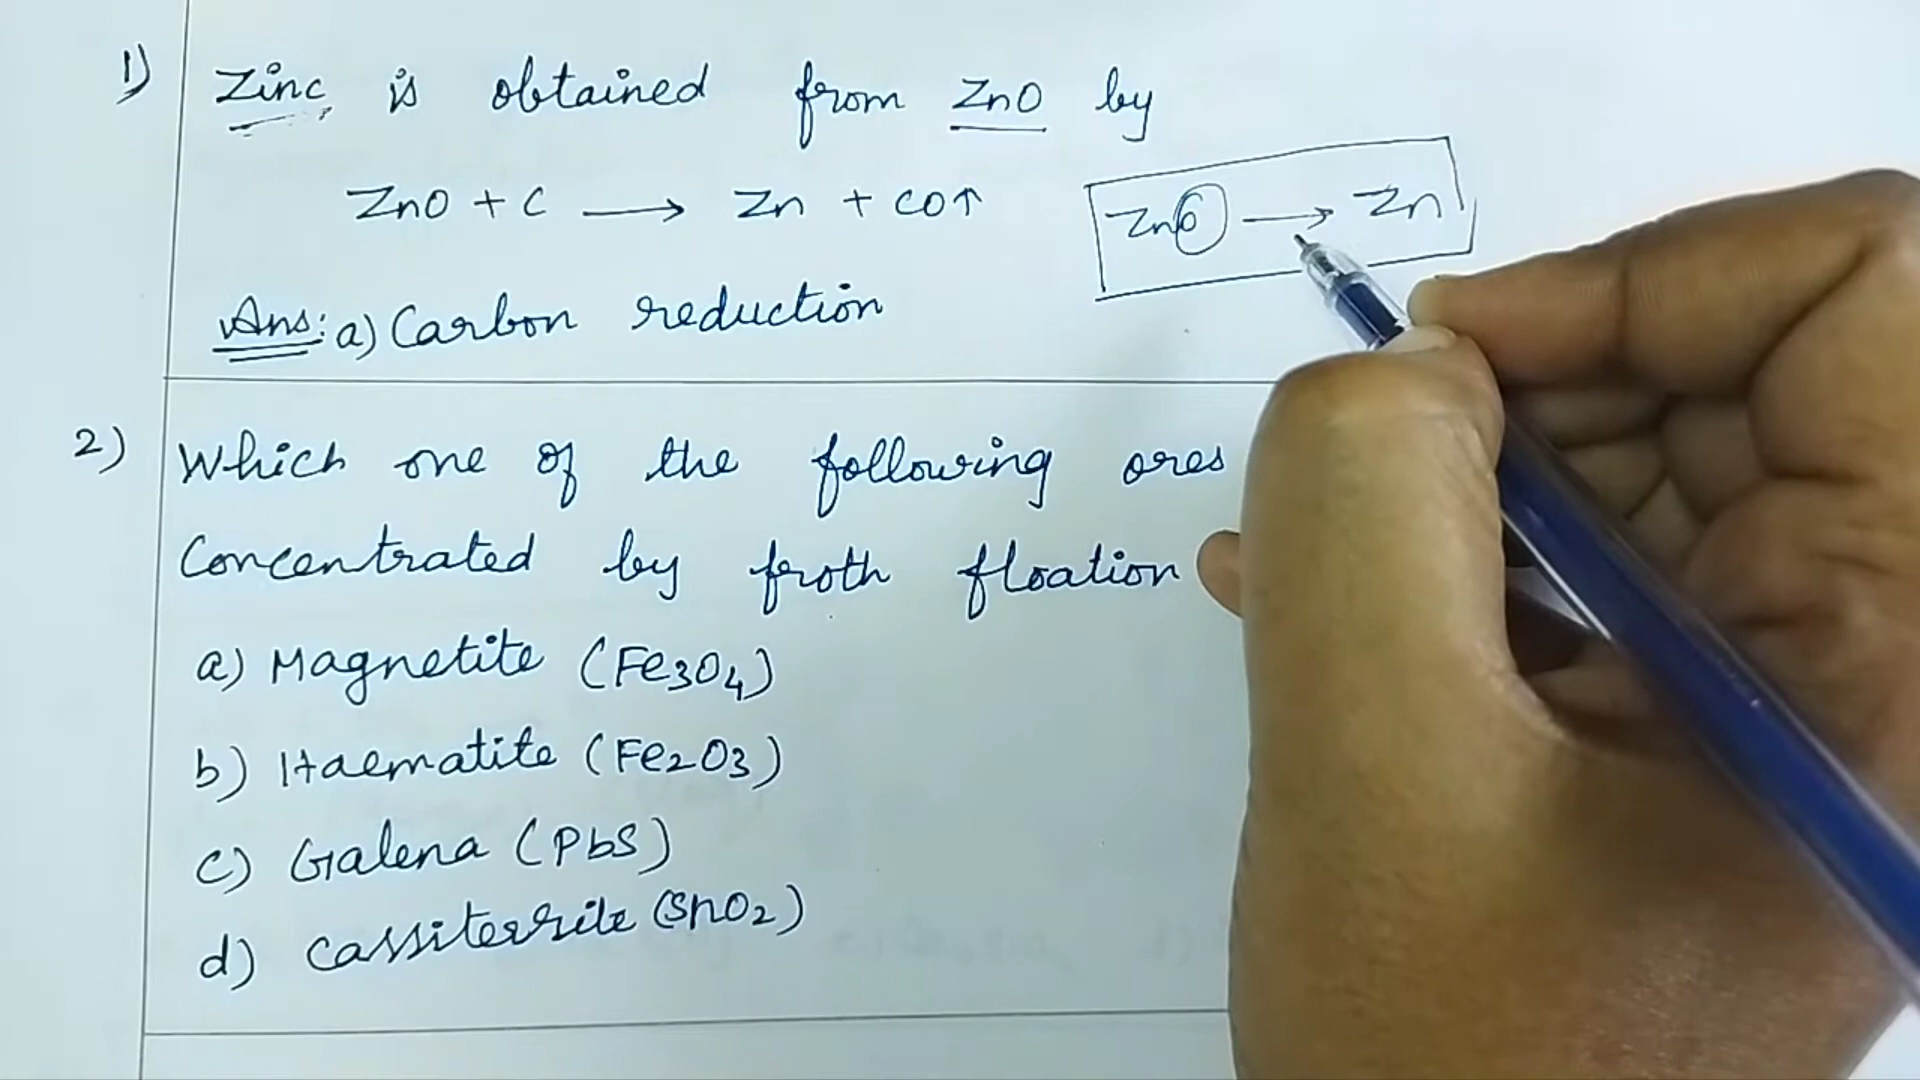 1) Zinc is obtained from ZnO by
ZnO + C → Zn + CO↑
ZnO → Zn
Ans: a) Carbon reduction
2) Which one of the following ores
Concentrated by froth floation
a) Magnetite (Fe3O4)
b) Haematite (Fe2O3)
c) Galena (PbS)
d) Cassiterrite (SnO2)